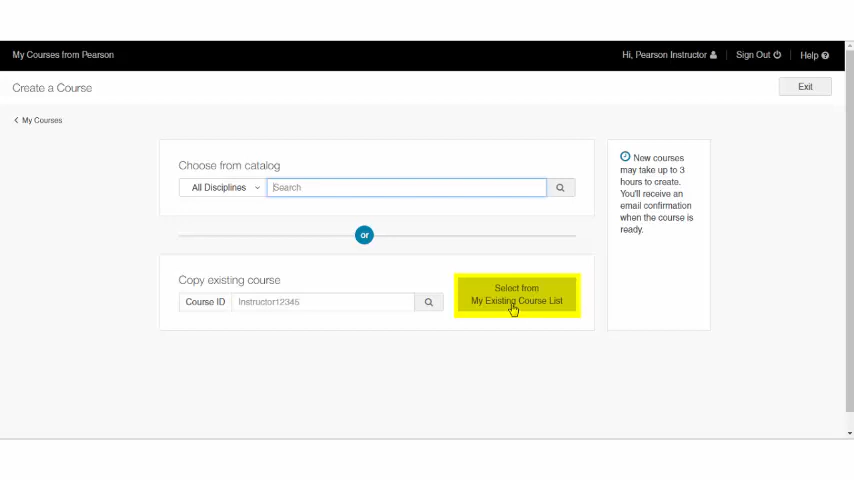 My Courses from Pearson
Hi, Pearson Instructor
Sign Out
Help
Create a Course
Exit
My Courses
Choose from catalog
All Disciplines
Search
or
Copy existing course
Course ID
Instructor12345
Select from
My Existing Course List
New courses
may take up to 3
hours to create.
You'll receive an
email confirmation
when the course is
ready.